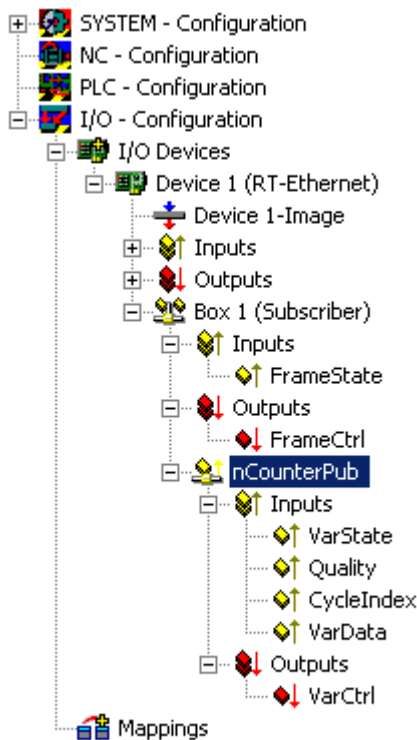 SYSTEM - Configuration
NC - Configuration
PLC - Configuration
I/O - Configuration
I/O Devices
Device 1 (RT-Ethernet)
Device 1-Image
Inputs
Outputs
Box 1 (Subscriber)
Inputs
FrameState
Outputs
FrameCtrl
nCounterPub
Inputs
VarState
Quality
CycleIndex
VarData
Outputs
VarCtrl
Mappings